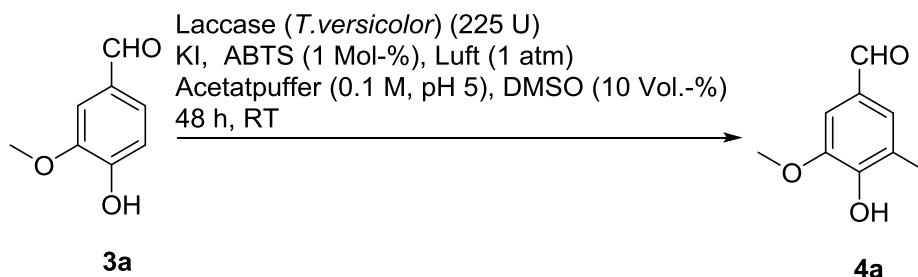 Laccase (T.versicolor) (225 U)
KI, ABTS (1 Mol-%), Luft (1 atm)
Acetatpuffer (0.1 M, pH 5), DMSO (10 Vol.-%)
48 h, RT
CHO
O
OH
3a
CHO
O
OH
4a